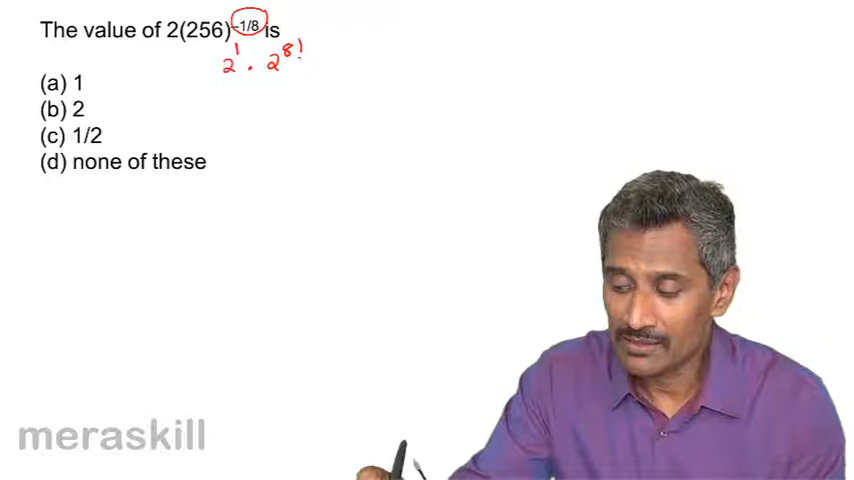 The value of 2(256)^–1/8 is
2^1 . 2^8!
(a) 1
(b) 2
(c) 1/2
(d) none of these
meraskill